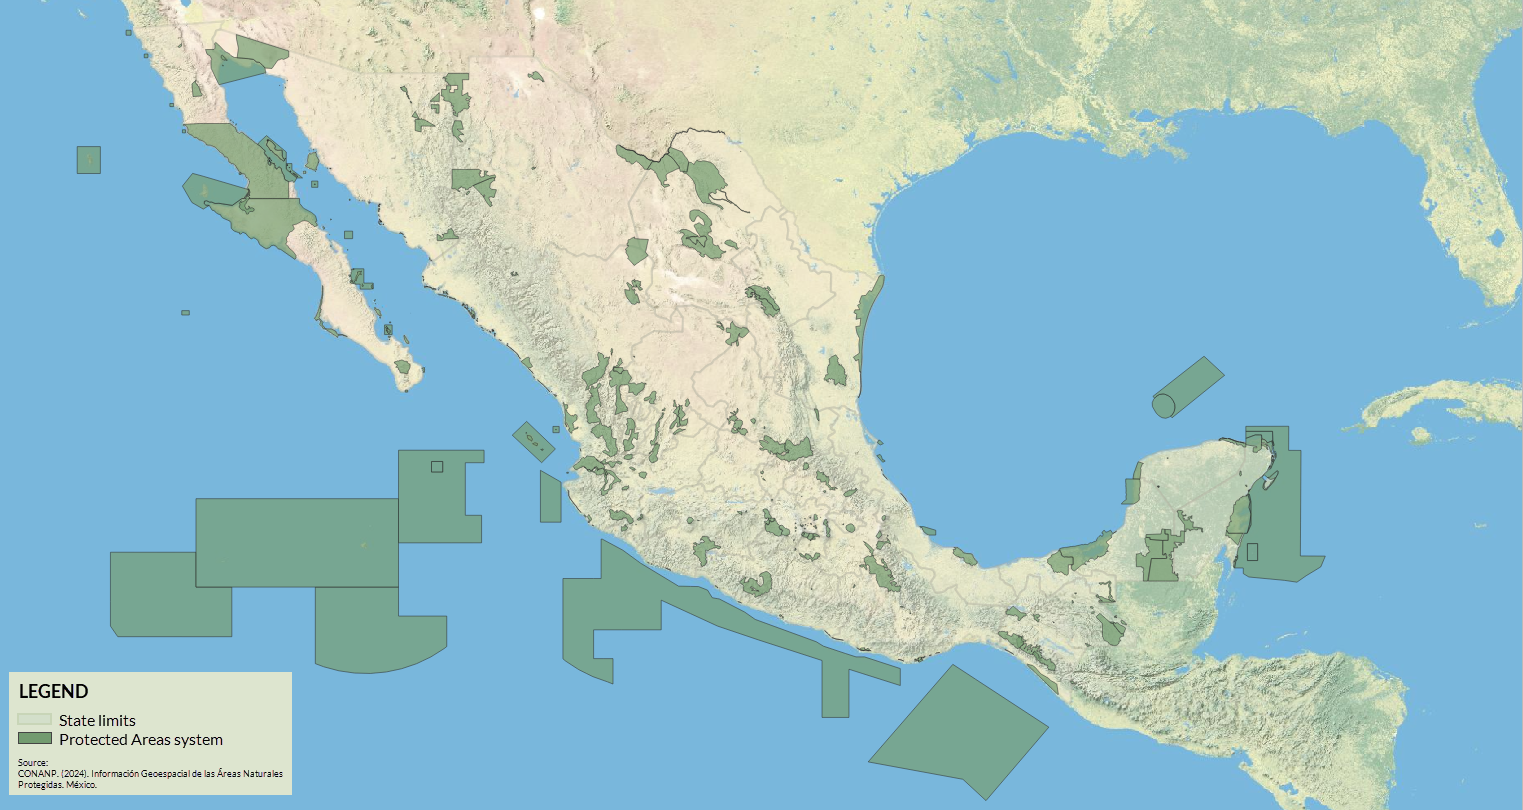 LEGEND
State limits
Protected Areas system
Source:
CONANP. (2024). Información Geoespacial de las Áreas Naturales
Protegidas. México.